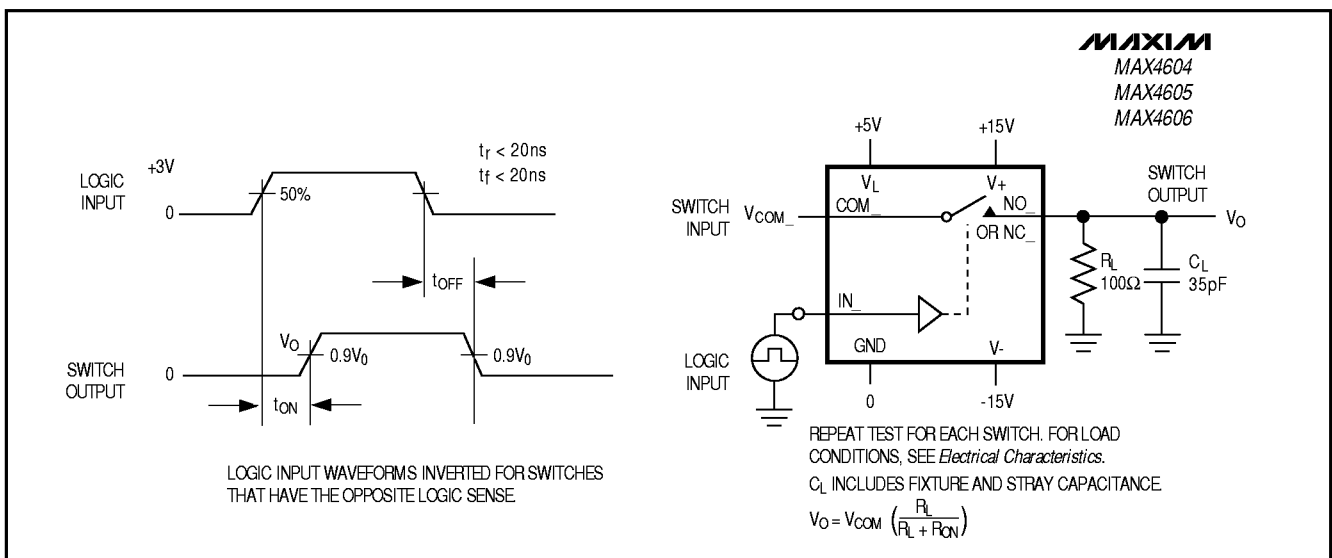 MAXIM
MAX4604
MAX4605
MAX4606
LOGIC
INPUT
+3V
0
50%
tr < 20ns
tf < 20ns
tOFF
SWITCH
OUTPUT
VO
0
0.9V0
0.9V0
tON
LOGIC INPUT WAVEFORMS INVERTED FOR SWITCHES
THAT HAVE THE OPPOSITE LOGIC SENSE.
+5V
+15V
VL
V+
SWITCH
INPUT
VCOM_
COM_
NO_
OR NC_
SWITCH
OUTPUT
VO
RL
100Ω
CL
35pF
IN_
LOGIC
INPUT
GND
V-
0
-15V
REPEAT TEST FOR EACH SWITCH. FOR LOAD
CONDITIONS, SEE Electrical Characteristics.
CL INCLUDES FIXTURE AND STRAY CAPACITANCE.
VO = VCOM (RL / RL + RON)